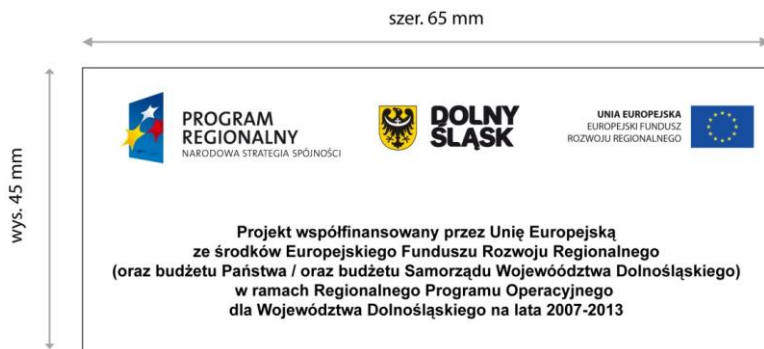 szer. 65 mm
wys. 45 mm
PROGRAM
REGIONALNY
NARODOWA STRATEGIA SPÓJNOŚCI
DOLNY
ŚLĄSK
UNIA EUROPEJSKA
EUROPEJSKI FUNDUSZ
ROZWOJU REGIONALNEGO
Projekt współfinansowany przez Unię Europejską
ze środków Europejskiego Funduszu Rozwoju Regionalnego
(oraz budżetu Państwa / oraz budżetu Samorządu Wojewóództwa Dolnośląskiego)
w ramach Regionalnego Programu Operacyjnego
dla Województwa Dolnośląskiego na lata 2007-2013